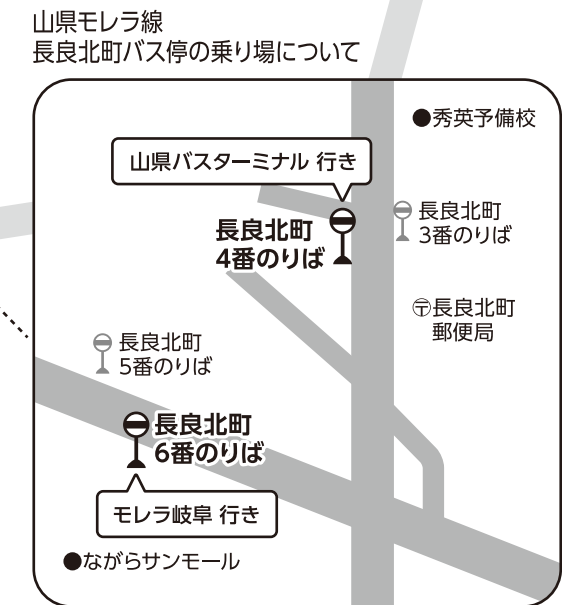 山県モレラ線
長良北町バス停の乗り場について
●秀英予備校
山県バスターミナル 行き
長良北町
3番のりば
長良北町
4番のりば
〶長良北町
郵便局
長良北町
5番のりば
長良北町
6番のりば
モレラ岐阜 行き
●ながらサンモール